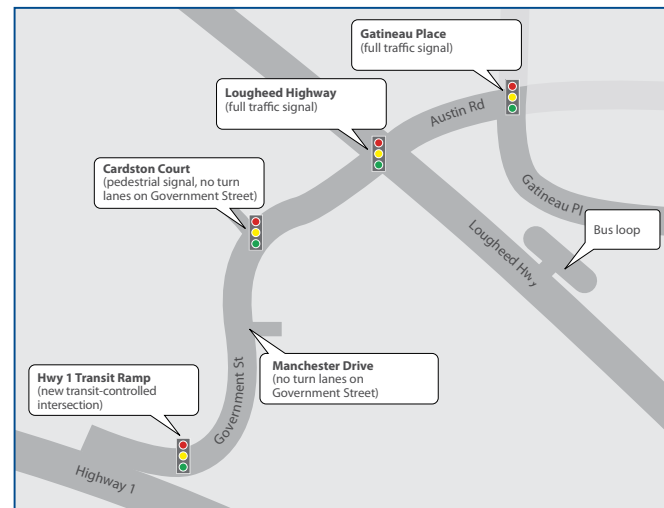 Gatineau Place
(full traffic signal)
Lougheed Highway
(full traffic signal)
Austin Rd
Cardston Court
(pedestrial signal, no turn
lanes on Government Street)
Gatineau Pl
Bus loop
Lougheed Hwy
Manchester Drive
(no turn lanes on
Government Street)
Hwy 1 Transit Ramp
(new transit-controlled
intersection)
Government St
Highway 1